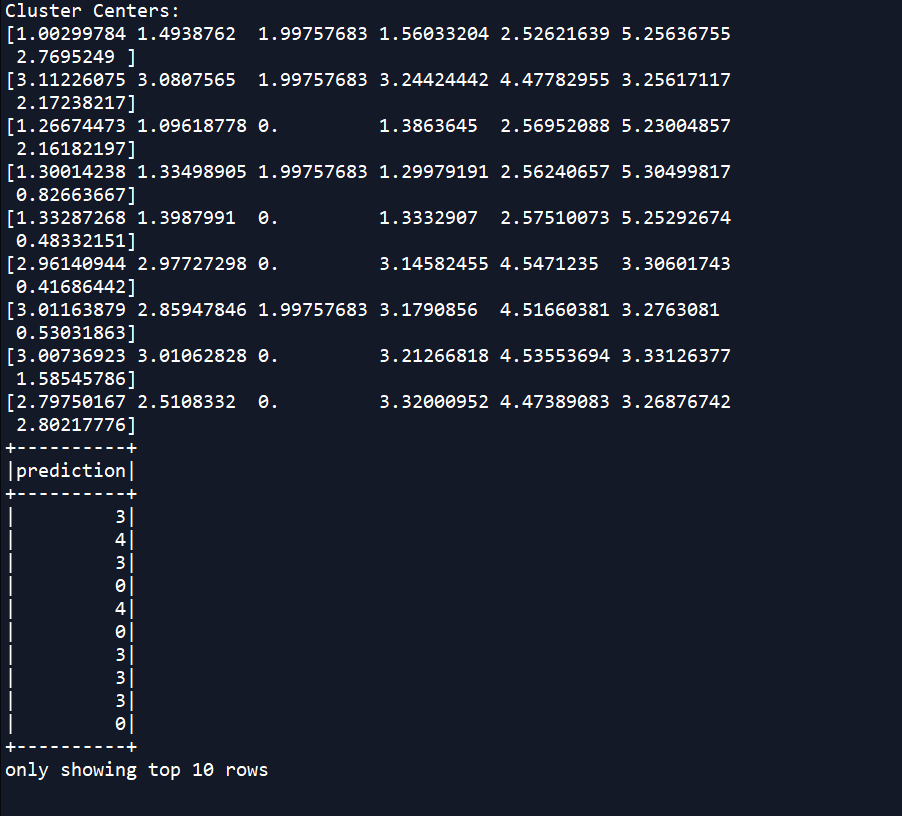 Cluster Centers:
[1.00299784 1.4938762  1.99757683 1.56033204 2.52621639 5.25636755
 2.7695249 ]
[3.11226075 3.0807565  1.99757683 3.24424442 4.47782955 3.25617117
 2.17238217]
[1.26674473 1.09618778 0.         1.3863645  2.56952088 5.23004857
 2.16182197]
[1.30014238 1.33498905 1.99757683 1.29979191 2.56240657 5.30499817
 0.82663667]
[1.33287268 1.3987991  0.         1.3332907  2.57510073 5.25292674
 0.48332151]
[2.96140944 2.97727298 0.         3.14582455 4.5471235  3.30601743
 0.41686442]
[3.01163879 2.85947846 1.99757683 3.1790856  4.51660381 3.2763081
 0.53031863]
[3.00736923 3.01062828 0.         3.21266818 4.53553694 3.33126377
 1.58545786]
[2.79750167 2.5108332  0.         3.32000952 4.47389083 3.26876742
 2.80217776]
+----------+
|prediction|
+----------+
|         3|
|         4|
|         3|
|         0|
|         4|
|         0|
|         3|
|         3|
|         3|
|         0|
+----------+
only showing top 10 rows